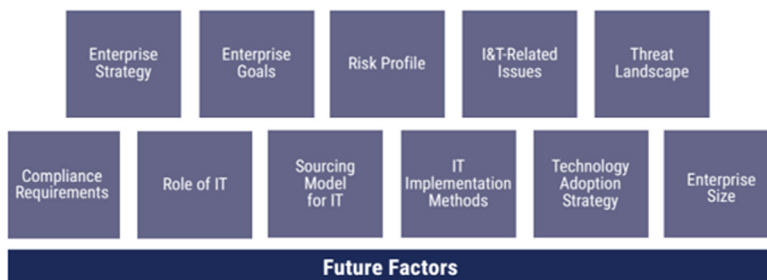 Enterprise
Strategy
Enterprise
Goals
Risk Profile
I&T-Related
Issues
Threat
Landscape
Compliance
Requirements
Role of IT
Sourcing
Model
for IT
IT
Implementation
Methods
Technology
Adoption
Strategy
Enterprise
Size
Future Factors